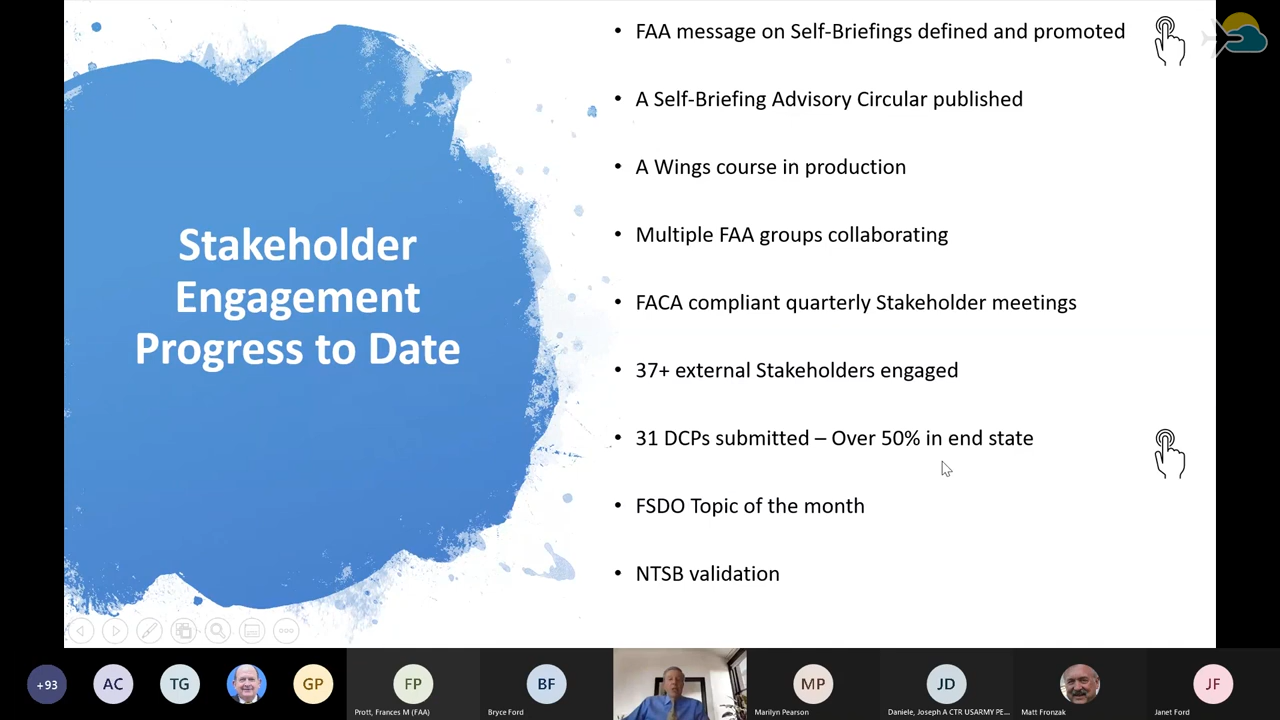 Stakeholder
Engagement
Progress to Date
• FAA message on Self-Briefings defined and promoted
• A Self-Briefing Advisory Circular published
• A Wings course in production
• Multiple FAA groups collaborating
• FACA compliant quarterly Stakeholder meetings
• 37+ external Stakeholders engaged
• 31 DCPs submitted – Over 50% in end state
• FSDO Topic of the month
• NTSB validation
+93
AC
TG
GP
FP
Prott, Frances M (FAA)
BF
Bryce Ford
MP
Marilyn Pearson
JD
Daniele, Joseph A CTR USARMY PE...
Matt Fronzak
JF
Janet Ford